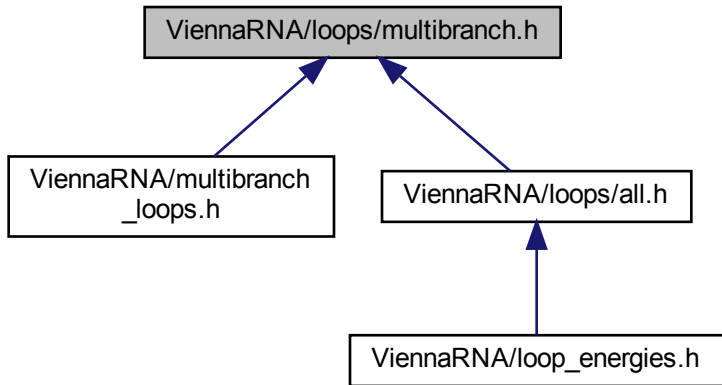 ViennaRNA/loops/multibranch.h
ViennaRNA/multibranch
_loops.h
ViennaRNA/loops/all.h
ViennaRNA/loop_energies.h